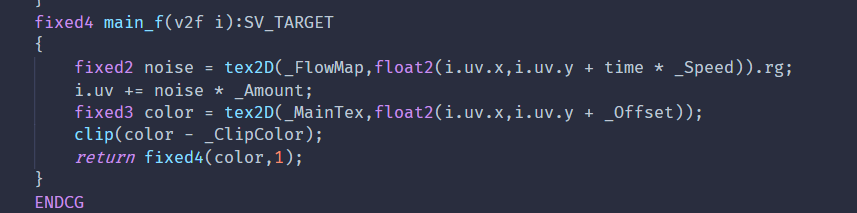 }
fixed4 main_f(v2f i):SV_TARGET
{
    fixed2 noise = tex2D(_FlowMap,float2(i.uv.x,i.uv.y + time * _Speed)).rg;
    i.uv += noise * _Amount;
    fixed3 color = tex2D(_MainTex,float2(i.uv.x,i.uv.y + _Offset));
    clip(color - _ClipColor);
    return fixed4(color,1);
}
ENDCG